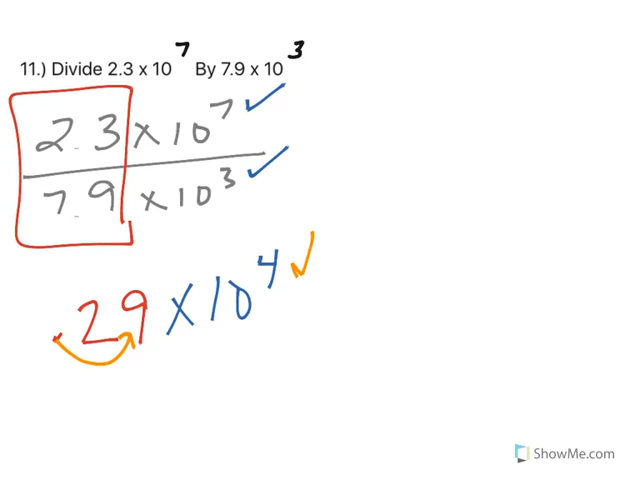 11.) Divide 2.3 x 10⁷ By 7.9 x 10³
2.3 x 10⁷
7.9 x 10³
.29 x 10⁴
ShowMe.com